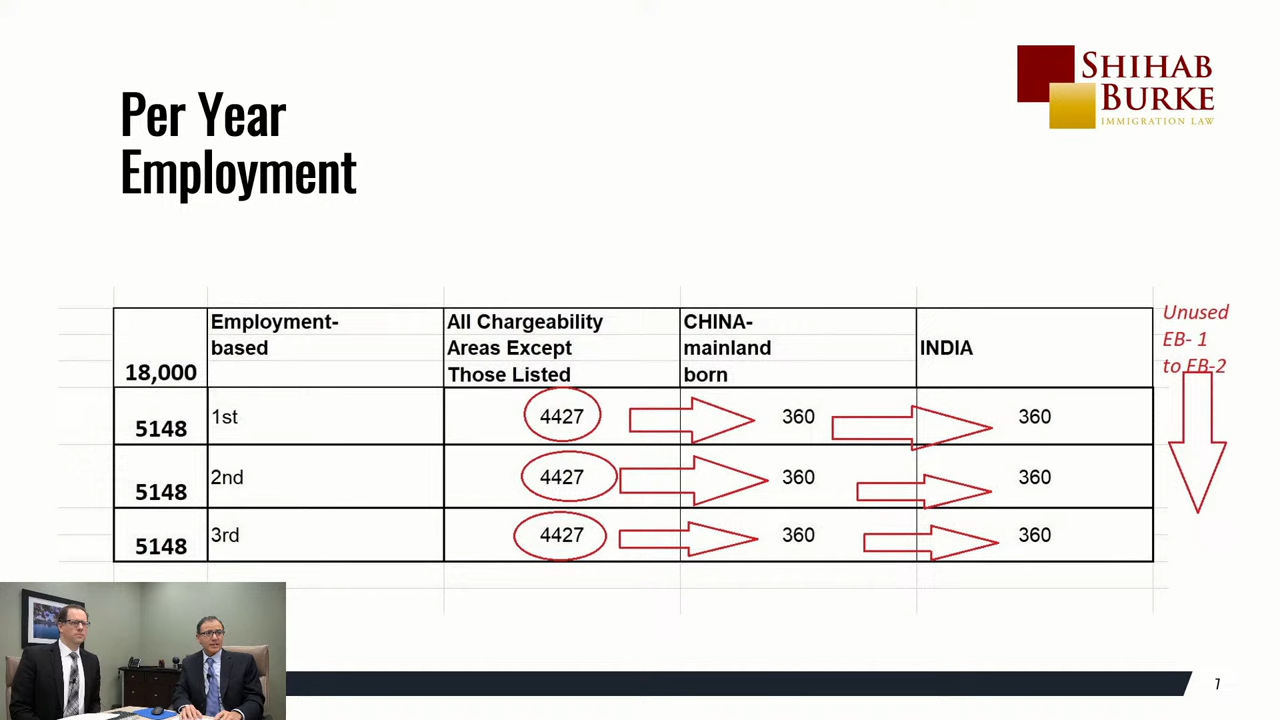 SHIHAB
BURKE
IMMIGRATION LAW
Per Year
Employment
18,000
Employment-
based
All Chargeability
Areas Except
Those Listed
CHINA-
mainland
born
INDIA
Unused
EB- 1
to EB-2
5148 1st 4427 360 360
5148 2nd 4427 360 360
5148 3rd 4427 360 360
7